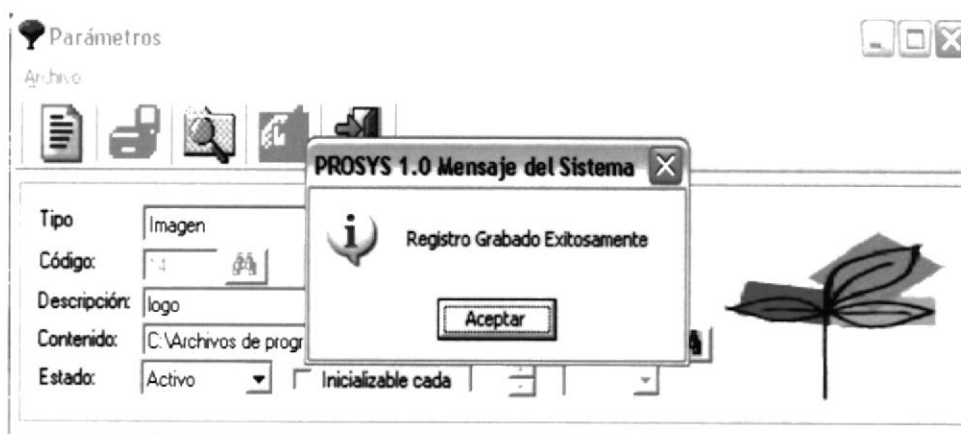 Parámetros
Archivo
PROSYS 1.0 Mensaje del Sistema
Registro Grabado Exitosamente
Aceptar
Tipo Imagen
Código: 14
Descripción: logo
Contenido: C:\Archivos de progr
Estado: Activo Inicializable cada